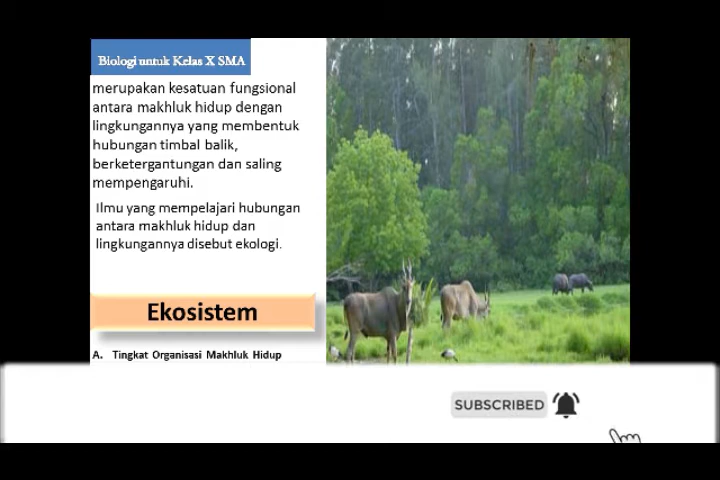 Biologi untuk Kelas X SMA
merupakan kesatuan fungsional
antara makhluk hidup dengan
lingkungannya yang membentuk
hubungan timbal balik,
berketergantungan dan saling
mempengaruhi.
Ilmu yang mempelajari hubungan
antara makhluk hidup dan
lingkungannya disebut ekologi.
Ekosistem
A. Tingkat Organisasi Makhluk Hidup
SUBSCRIBED